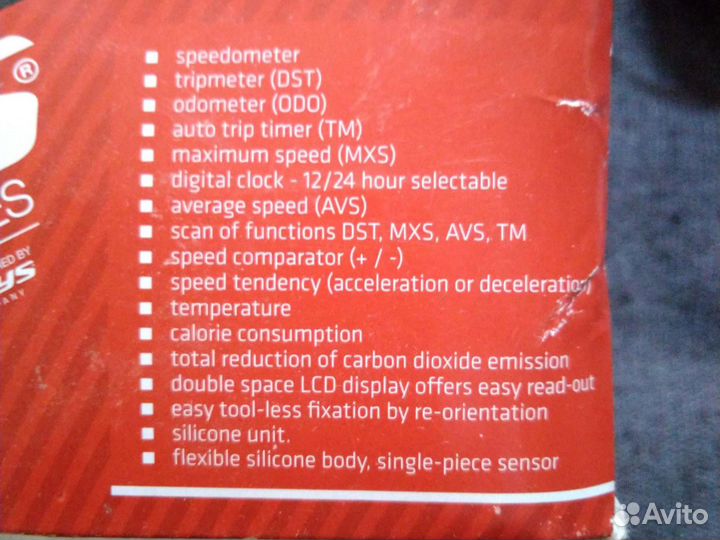 ®
speedometer
tripmeter (DST)
odometer (ODO)
auto trip timer (TM)
maximum speed (MXS)
digital clock - 12/24 hour selectable
average speed (AVS)
scan of functions DST, MXS, AVS, TM
speed comparator (+ / -)
speed tendency (acceleration or deceleration)
temperature
calorie consumption
total reduction of carbon dioxide emission
double space LCD display offers easy read-out
easy tool-less fixation by re-orientation
silicone unit.
flexible silicone body, single-piece sensor
Avito